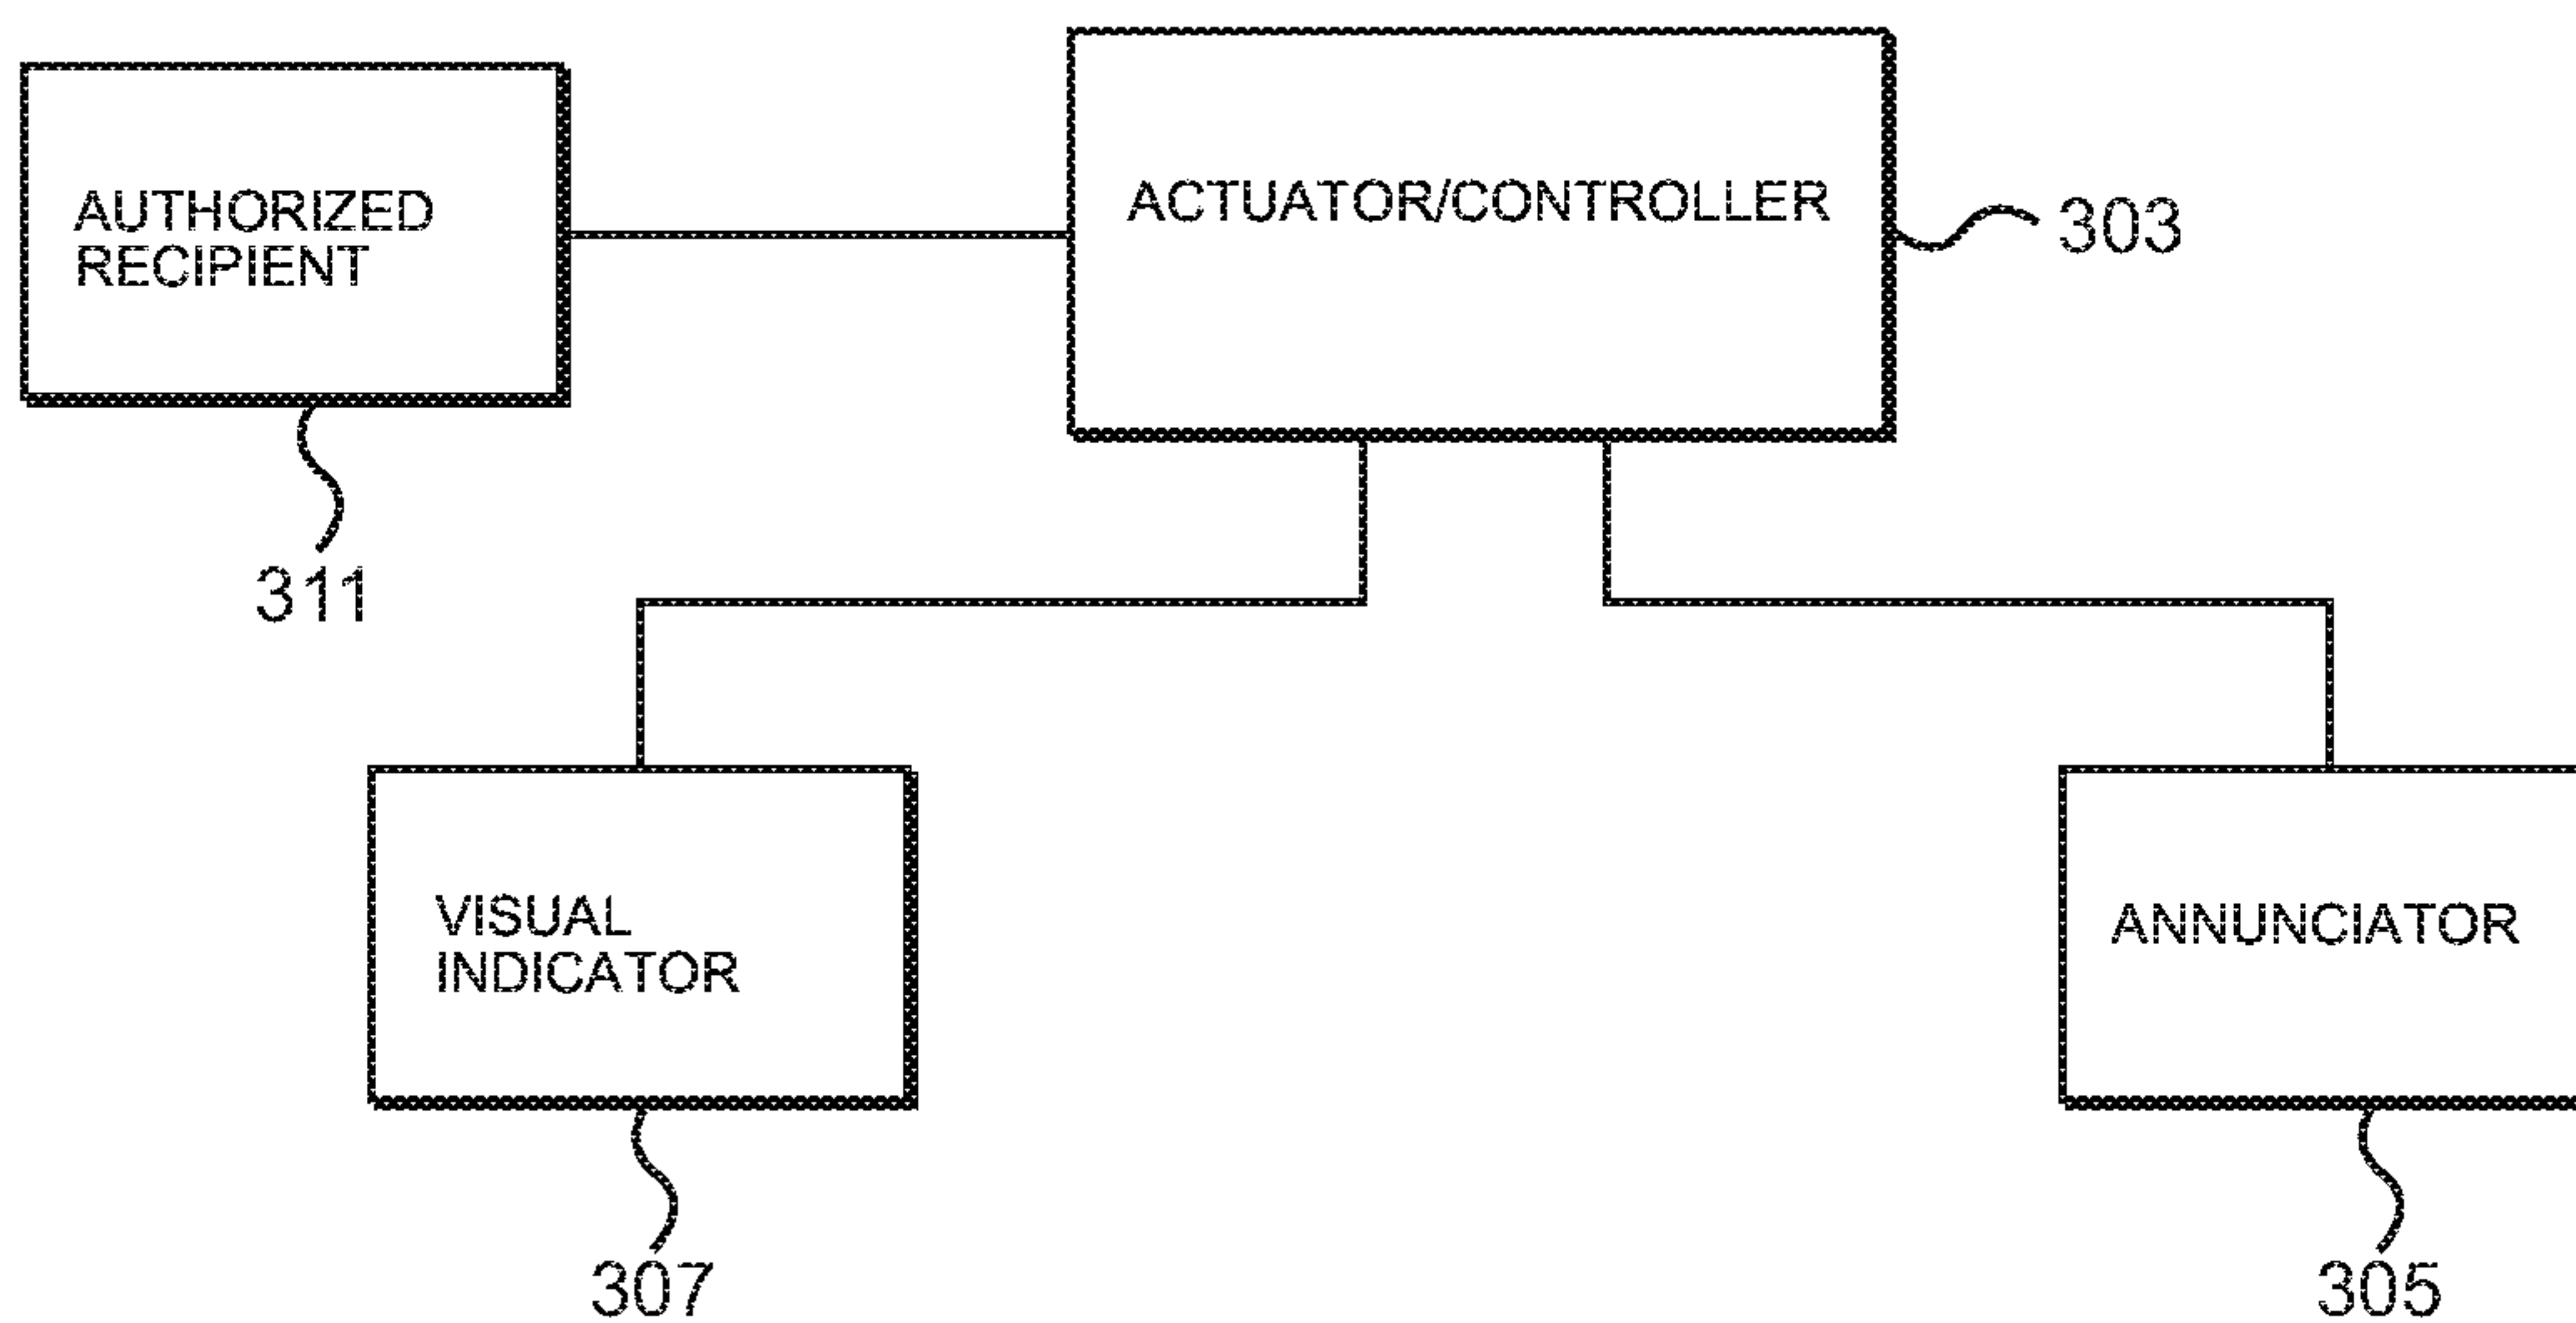 AUTHORIZED
RECIPIENT
ACTUATOR/CONTROLLER
303
311
VISUAL
INDICATOR
ANNUNCIATOR
307
305